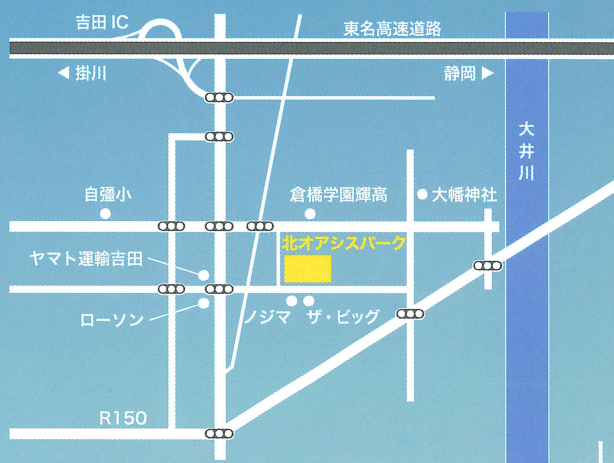 吉田IC
東名高速道路
◀掛川
静岡▶
大井川
自彊小
倉橋学園輝高
大幡神社
北オアシスパーク
ヤマト運輸吉田
ローソン
ノジマ
ザ・ビッグ
R150